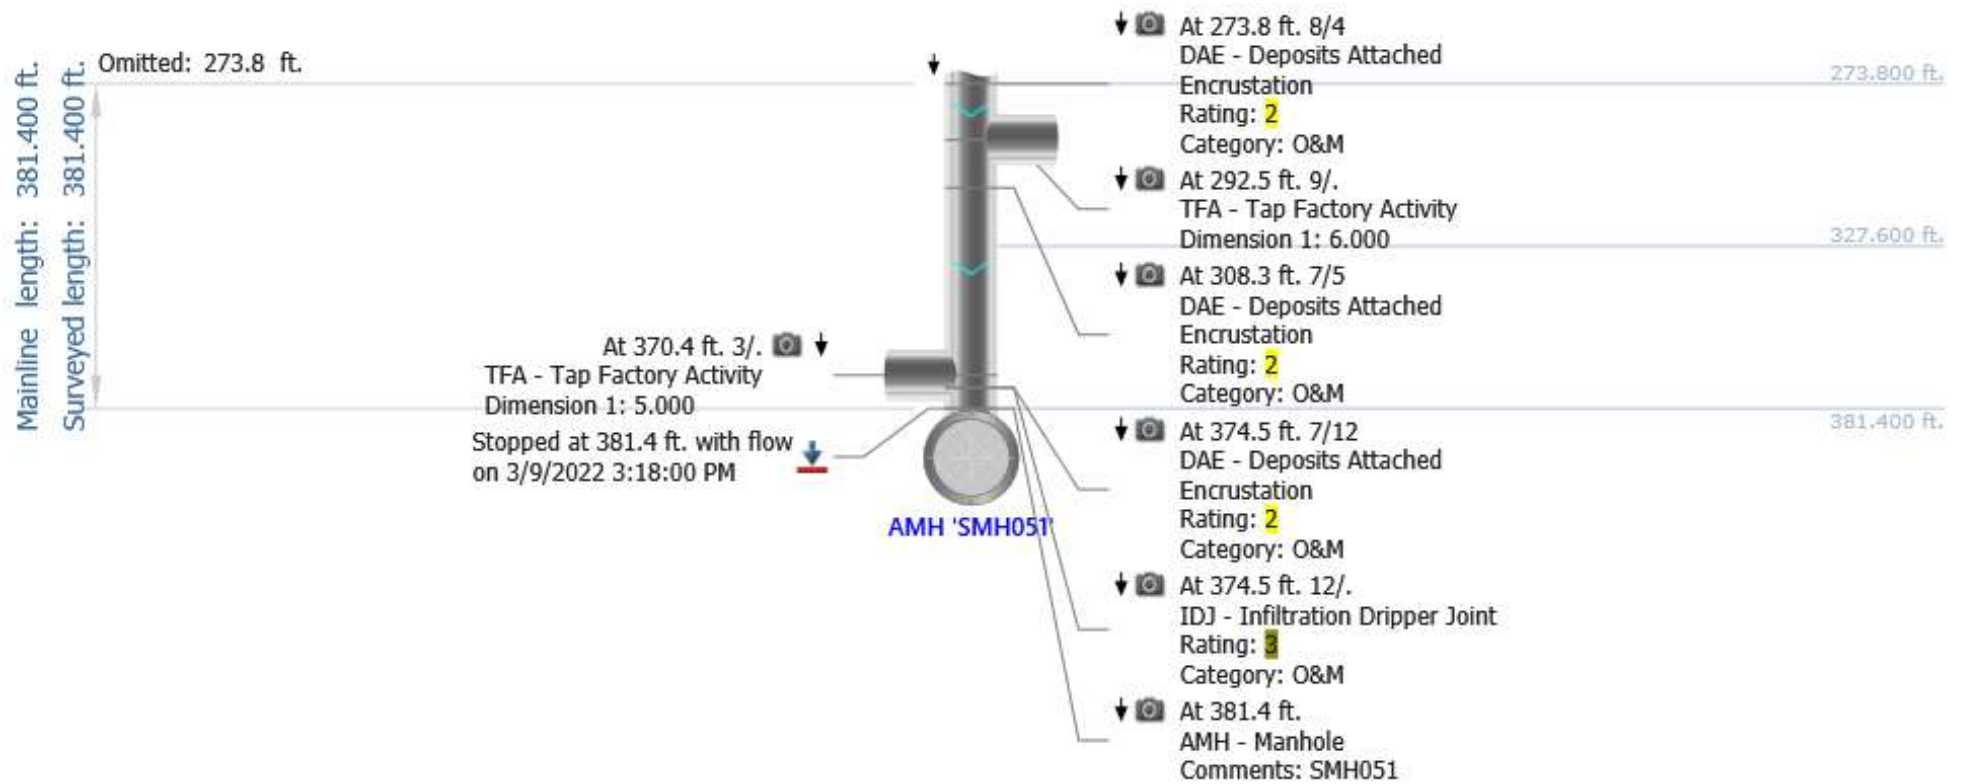 Mainline length: 381.400 ft.
Surveyed length: 381.400 ft.
Omitted: 273.8 ft.
At 273.8 ft. 8/4
DAE - Deposits Attached
Encrustation
Rating: 2
Category: O&M
273.800 ft.
At 292.5 ft. 9/.
TFA - Tap Factory Activity
Dimension 1: 6.000
327.600 ft.
At 308.3 ft. 7/5
DAE - Deposits Attached
Encrustation
Rating: 2
Category: O&M
At 370.4 ft. 3/.
TFA - Tap Factory Activity
Dimension 1: 5.000
Stopped at 381.4 ft. with flow
on 3/9/2022 3:18:00 PM
381.400 ft.
AMH 'SMH051'
At 374.5 ft. 7/12
DAE - Deposits Attached
Encrustation
Rating: 2
Category: O&M
At 374.5 ft. 12/.
IDJ - Infiltration Dripper Joint
Rating: 3
Category: O&M
At 381.4 ft.
AMH - Manhole
Comments: SMH051